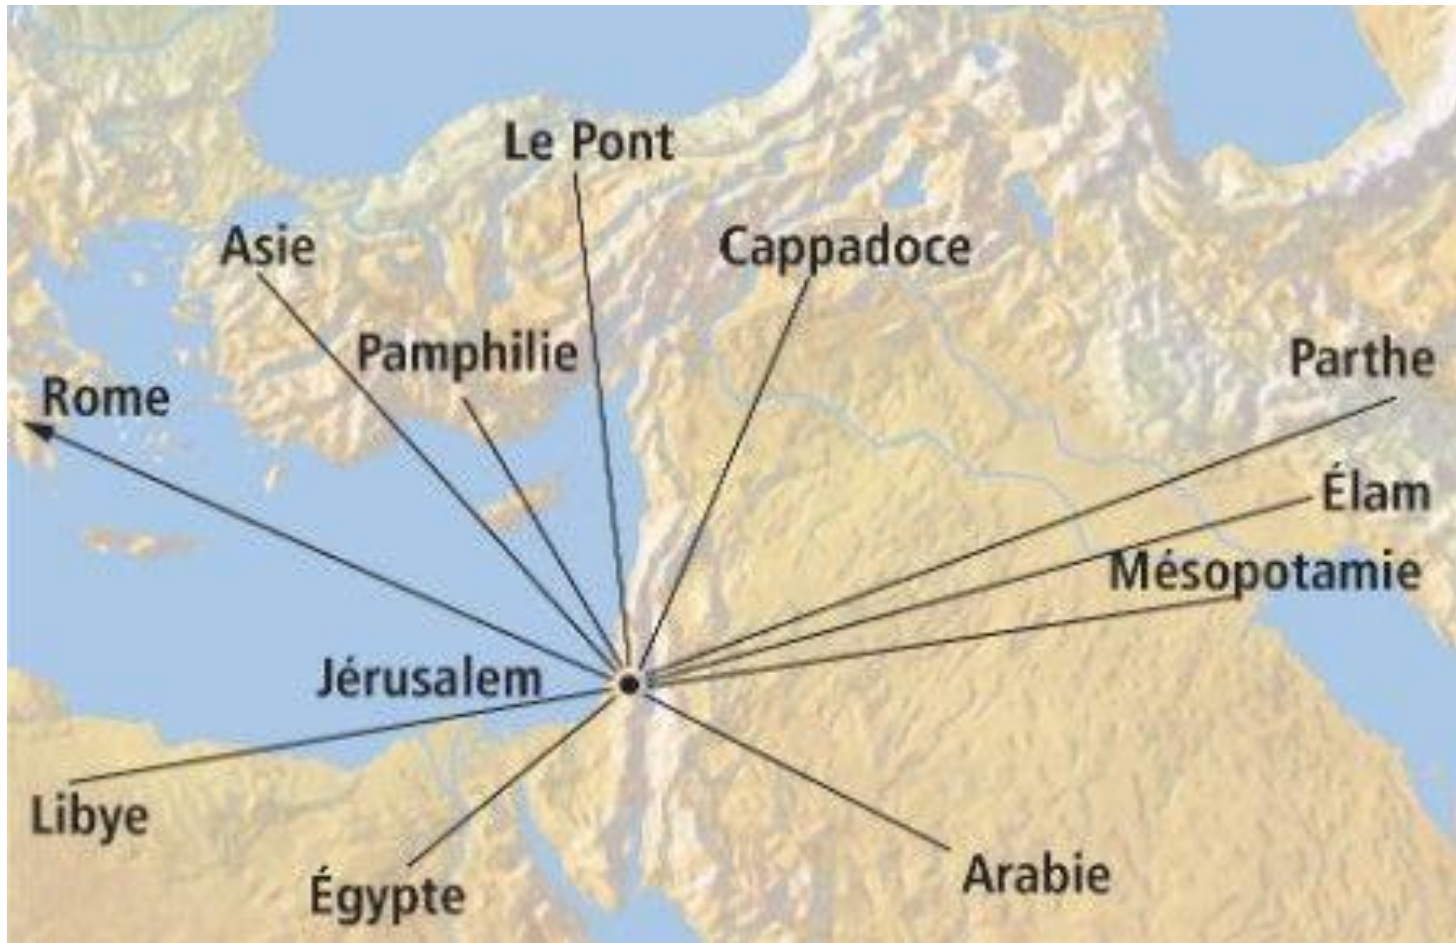 Le Pont
Asie
Cappadoce
Pamphilie
Parthe
Rome
Élam
Mésopotamie
Jérusalem
Libye
Égypte
Arabie